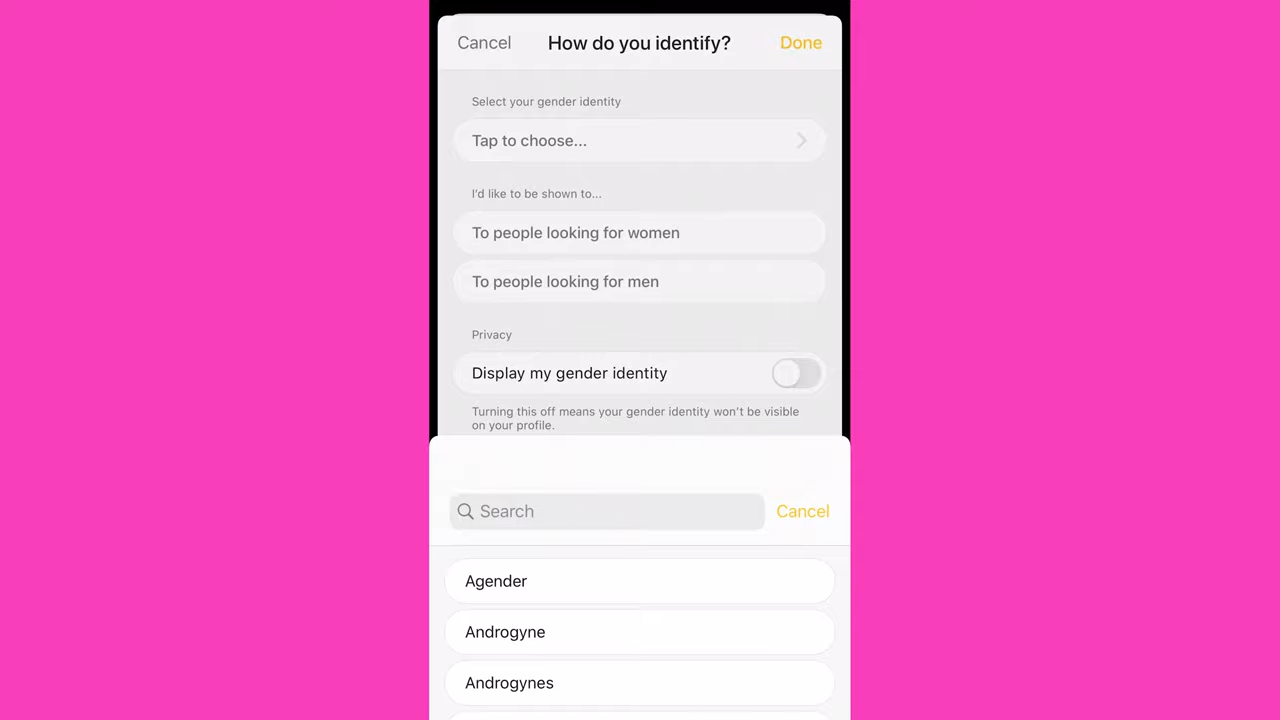 Cancel How do you identify? Done
Select your gender identity
Tap to choose...
I'd like to be shown to...
To people looking for women
To people looking for men
Privacy
Display my gender identity
Turning this off means your gender identity won't be visible
on your profile.
Search Cancel
Agender
Androgyne
Androgynes